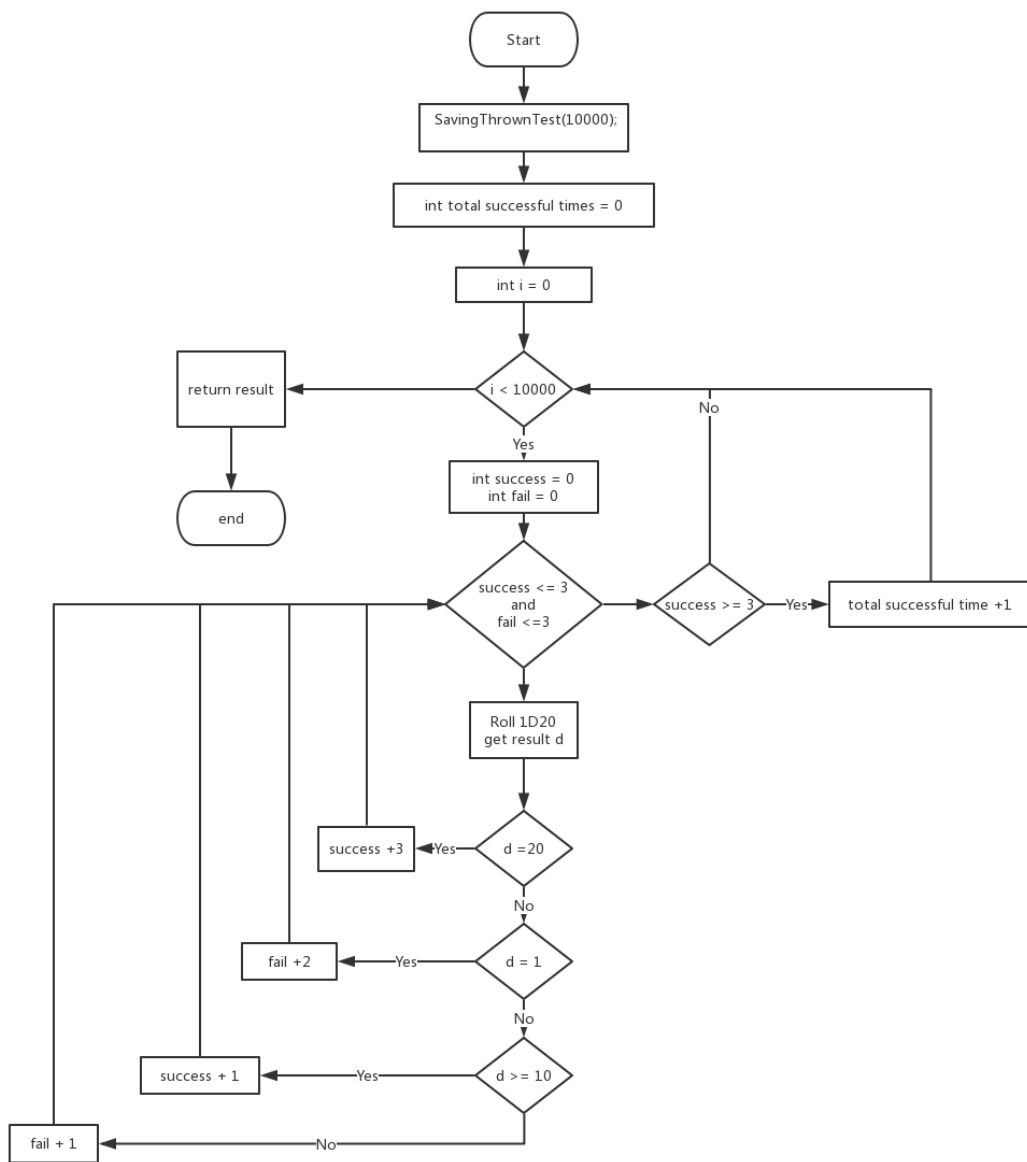 Start
SavingThrownTest(10000);
int total successful times = 0
int i = 0
return result
i < 10000
No
Yes
int success = 0
int fail = 0
end
success <= 3
and
fail <=3
success >= 3
Yes
total successful time +1
Roll 1D20
get result d
success +3
Yes
d =20
No
fail +2
Yes
d = 1
No
success + 1
Yes
d >= 10
fail + 1
No